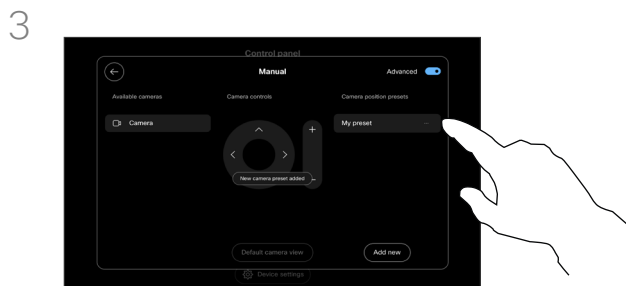 3
Control panel
Manual
Advanced
Available cameras
Camera controls
Camera position presets
Camera
My preset
...
+
New camera preset added
-
Default camera view
Add new
Device settings